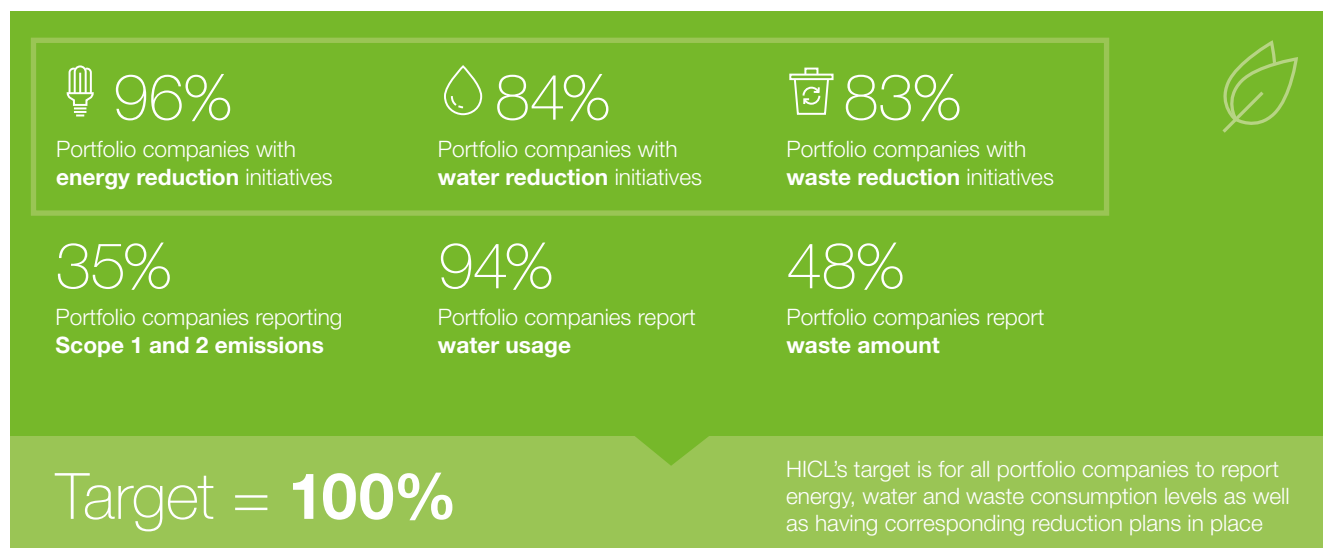 96%
Portfolio companies with
energy reduction initiatives
84%
Portfolio companies with
water reduction initiatives
83%
Portfolio companies with
waste reduction initiatives
35%
Portfolio companies reporting
Scope 1 and 2 emissions
94%
Portfolio companies report
water usage
48%
Portfolio companies report
waste amount
Target = 100%
HICL’s target is for all portfolio companies to report
energy, water and waste consumption levels as well
as having corresponding reduction plans in place